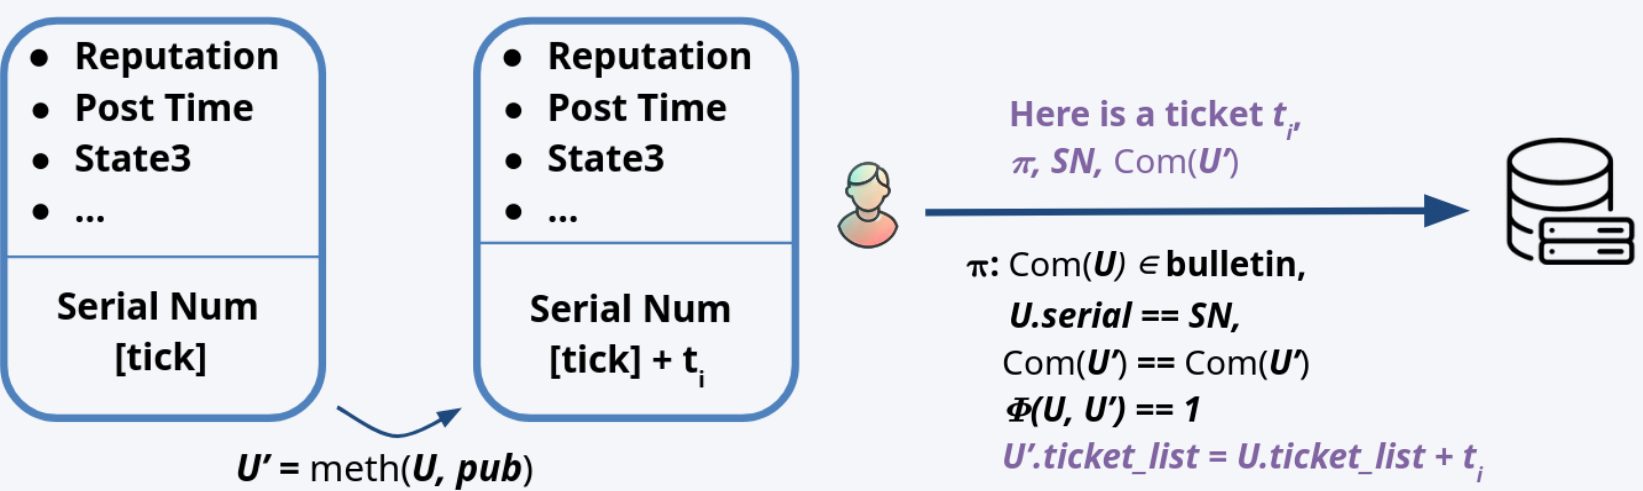 ● Reputation
● Post Time
● State3
● ...
Serial Num
[tick]
● Reputation
● Post Time
● State3
● ...
Serial Num
[tick] + tᵢ
U’ = meth(U, pub)
Here is a ticket tᵢ,
π, SN, Com(U’)
π: Com(U) ∈ bulletin,
U.serial == SN,
Com(U’) == Com(U’)
Φ(U, U’) == 1
U’.ticket_list = U.ticket_list + tᵢ